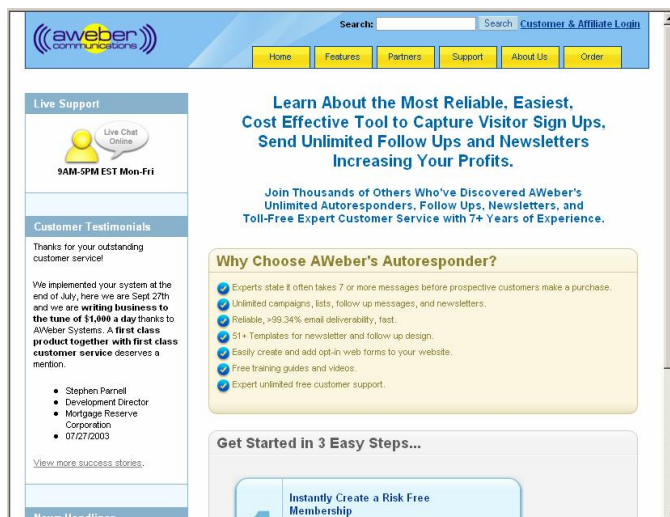 Search: Search Customer & Affiliate Login
((aweber))
communications
Home Features Partners Support About Us Order
Live Support
Live Chat
Online
9AM-5PM EST Mon-Fri
Customer Testimonials
Thanks for your outstanding
customer service!
We implemented your system at the
end of July, here we are Sept 27th
and we are writing business to
the tune of $1,000 a day thanks to
AWeber Systems. A first class
product together with first class
customer service deserves a
mention.
Stephen Parnell
Development Director
Mortgage Reserve
Corporation
07/27/2003
View more success stories.
News Headlines
Learn About the Most Reliable, Easiest,
Cost Effective Tool to Capture Visitor Sign Ups,
Send Unlimited Follow Ups and Newsletters
Increasing Your Profits.
Join Thousands of Others Who've Discovered AWeber's
Unlimited Autoresponders, Follow Ups, Newsletters, and
Toll-Free Expert Customer Service with 7+ Years of Experience.
Why Choose AWeber's Autoresponder?
Experts state it often takes 7 or more messages before prospective customers make a purchase.
Unlimited campaigns, lists, follow up messages, and newsletters.
Reliable, >99.34% email deliverability, fast.
51+ Templates for newsletter and follow up design.
Easily create and add opt-in web forms to your website.
Free training guides and videos.
Expert unlimited free customer support.
Get Started in 3 Easy Steps...
Instantly Create a Risk Free
Membership